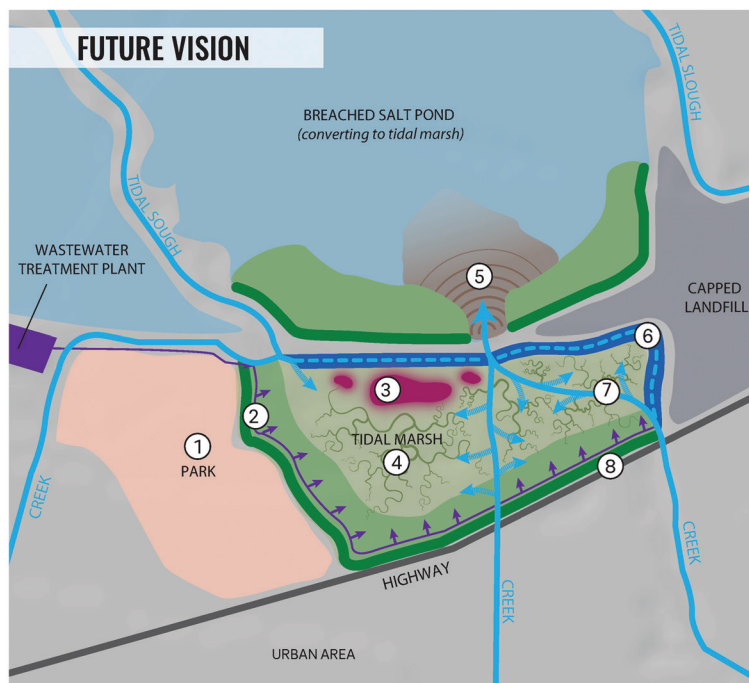 FUTURE VISION
BREACHED SALT POND
(converting to tidal marsh)
TIDAL SLOUGH
TIDAL SOUGH
WASTEWATER
TREATMENT PLANT
CAPPED
LANDFILL
5
6
3
7
2
1
PARK
TIDAL MARSH
4
8
CREEK
HIGHWAY
CREEK
CREEK
URBAN AREA